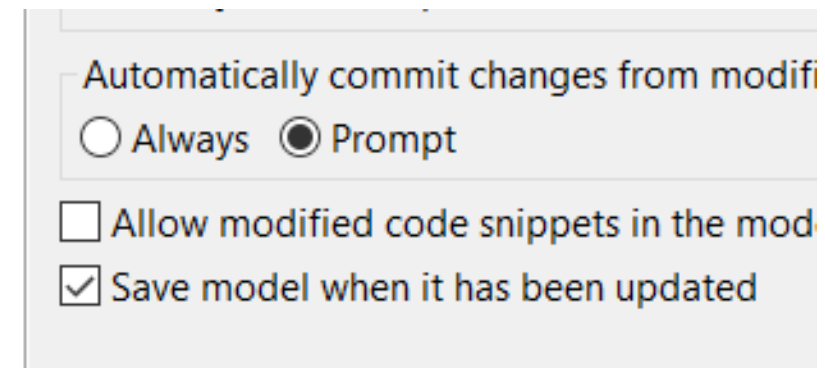 Automatically commit changes from
Always Prompt
Allow modified code snippets in the
Save model when it has been updated